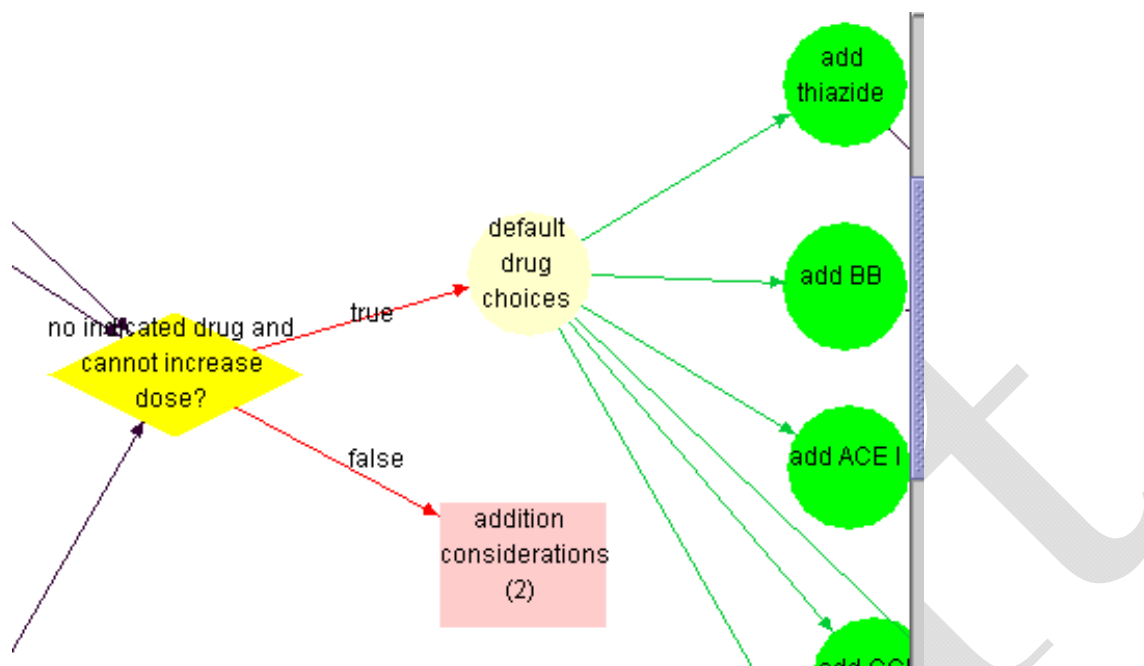 add
thiazide
default
drug
choices
add BB
true
no indicated drug and
cannot increase
dose?
add ACE I
false
addition
considerations
(2)
add